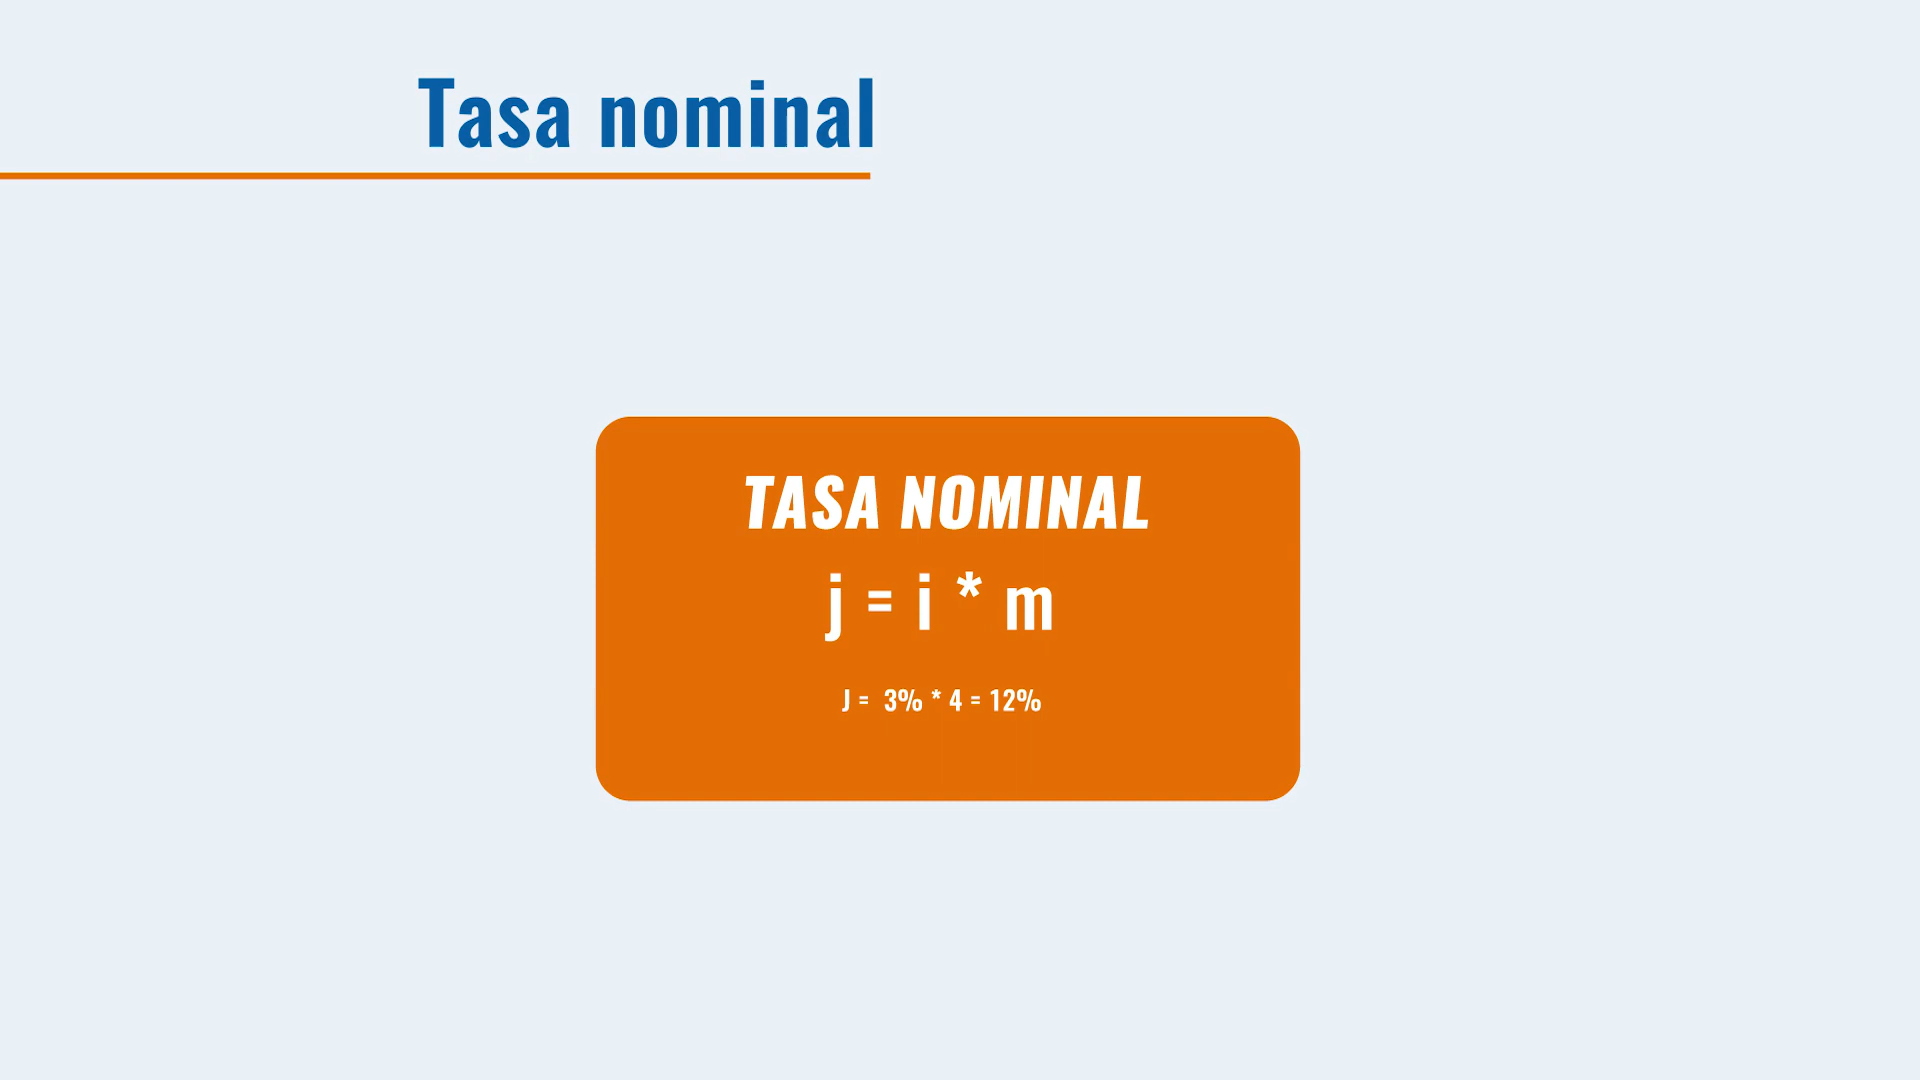 Tasa nominal
TASA NOMINAL
j = i * m
J = 3% * 4 = 12%